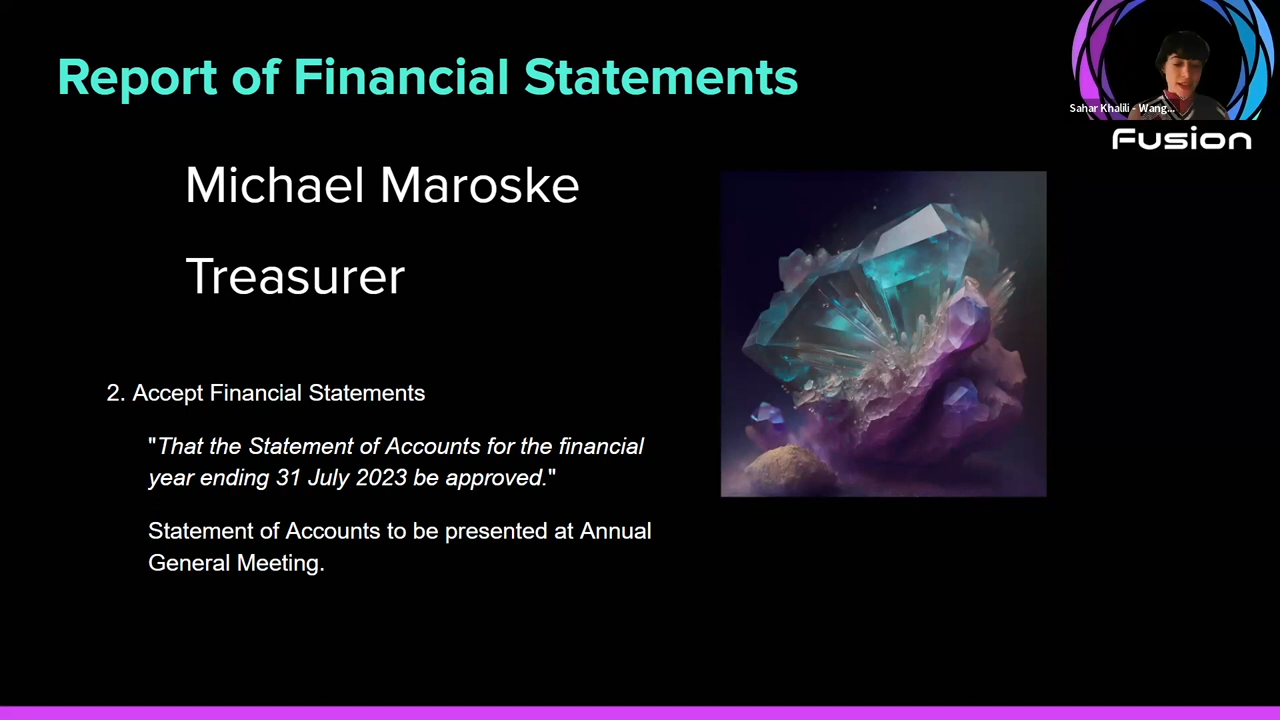 Report of Financial Statements
Sahar Khalili - Wang...
Fusion
Michael Maroske
Treasurer
2. Accept Financial Statements
"That the Statement of Accounts for the financial
year ending 31 July 2023 be approved."
Statement of Accounts to be presented at Annual
General Meeting.